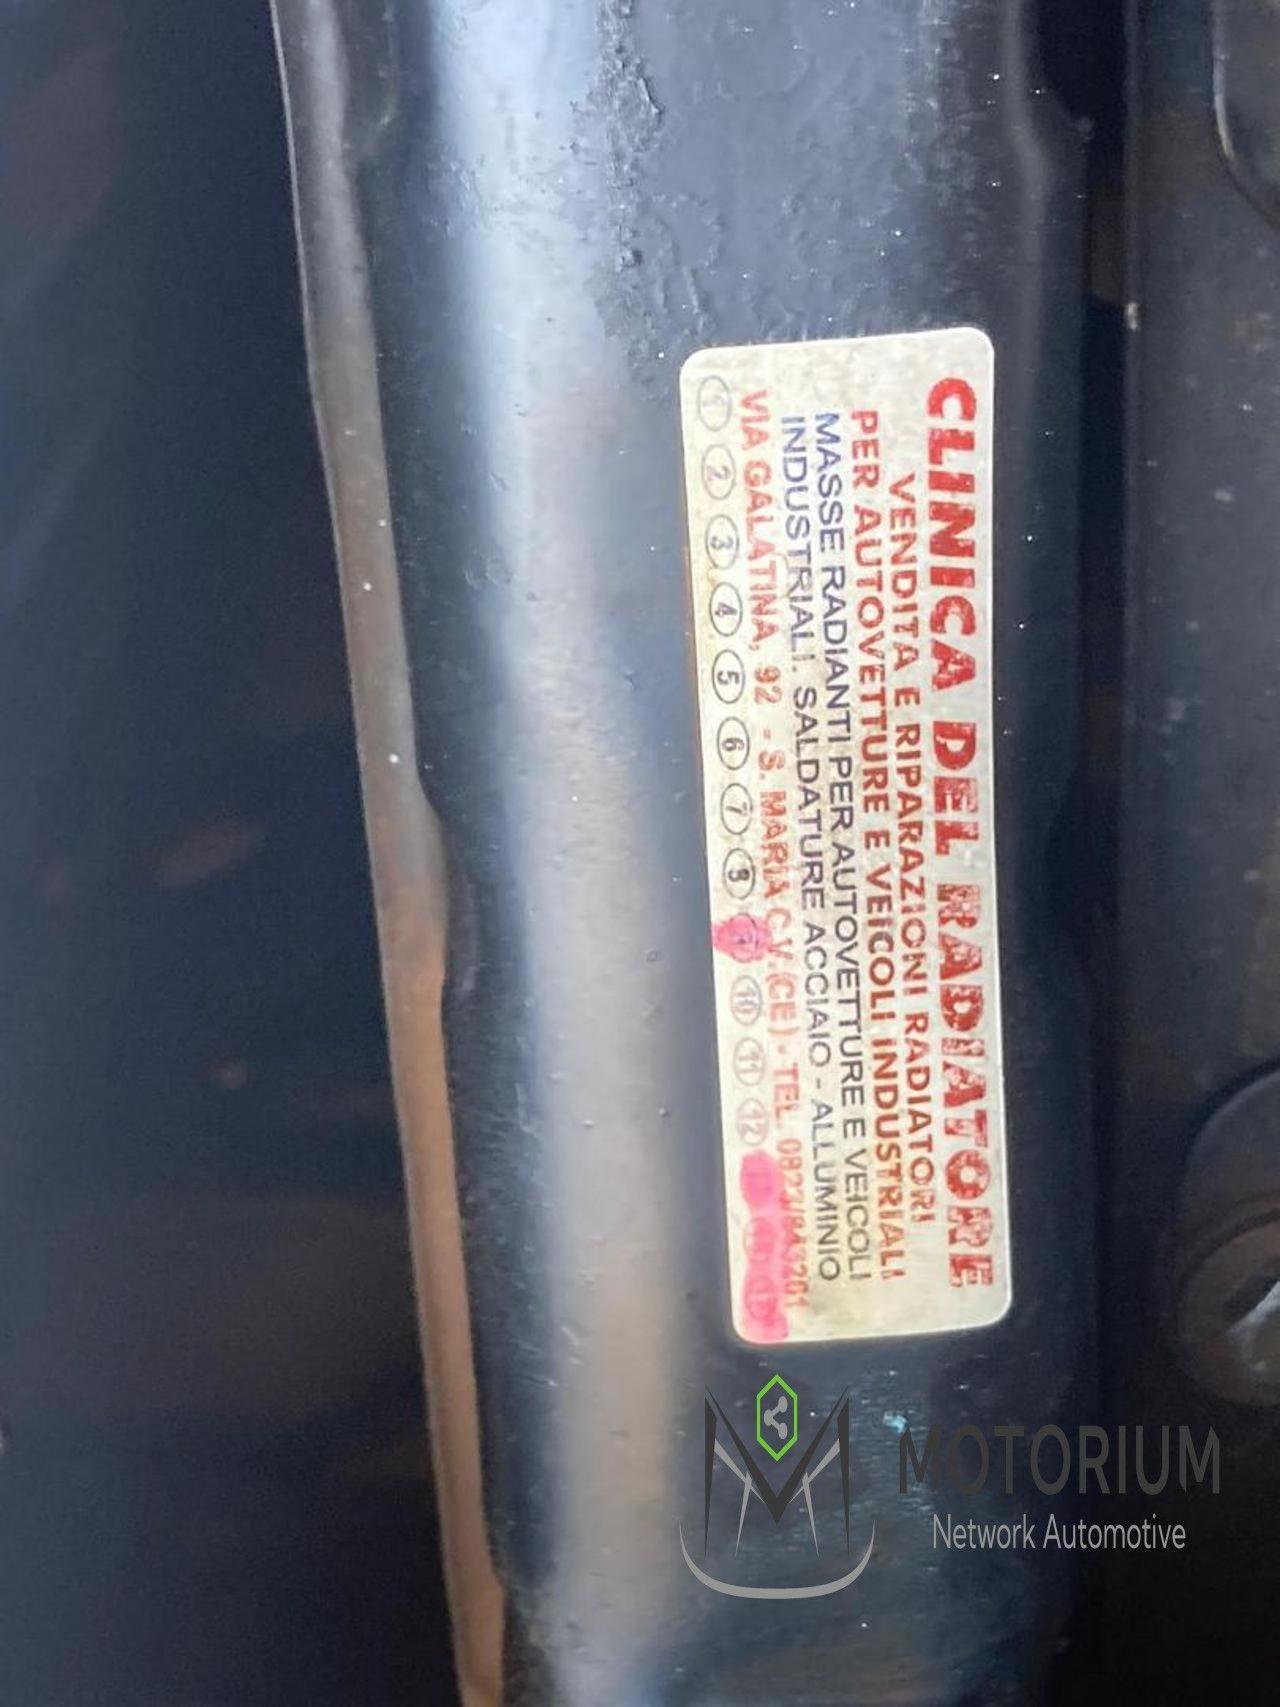 CLINICA DEL RADIATORE
VENDITA E RIPARAZIONI RADIATORI
PER AUTOVETTURE E VEICOLI INDUSTRIALI
MASSE RADIANTI PER AUTOVETTURE E VEICOLI
INDUSTRIALI. SALDATURE ACCIAIO - ALLUMINIO
VIA GALATINA, 92 - S. MARIA C.V. (CE) - TEL. 0823/843201
1 2 3 4 5 6 7 8 9 10 11 12
MOTORIUM
Network Automotive